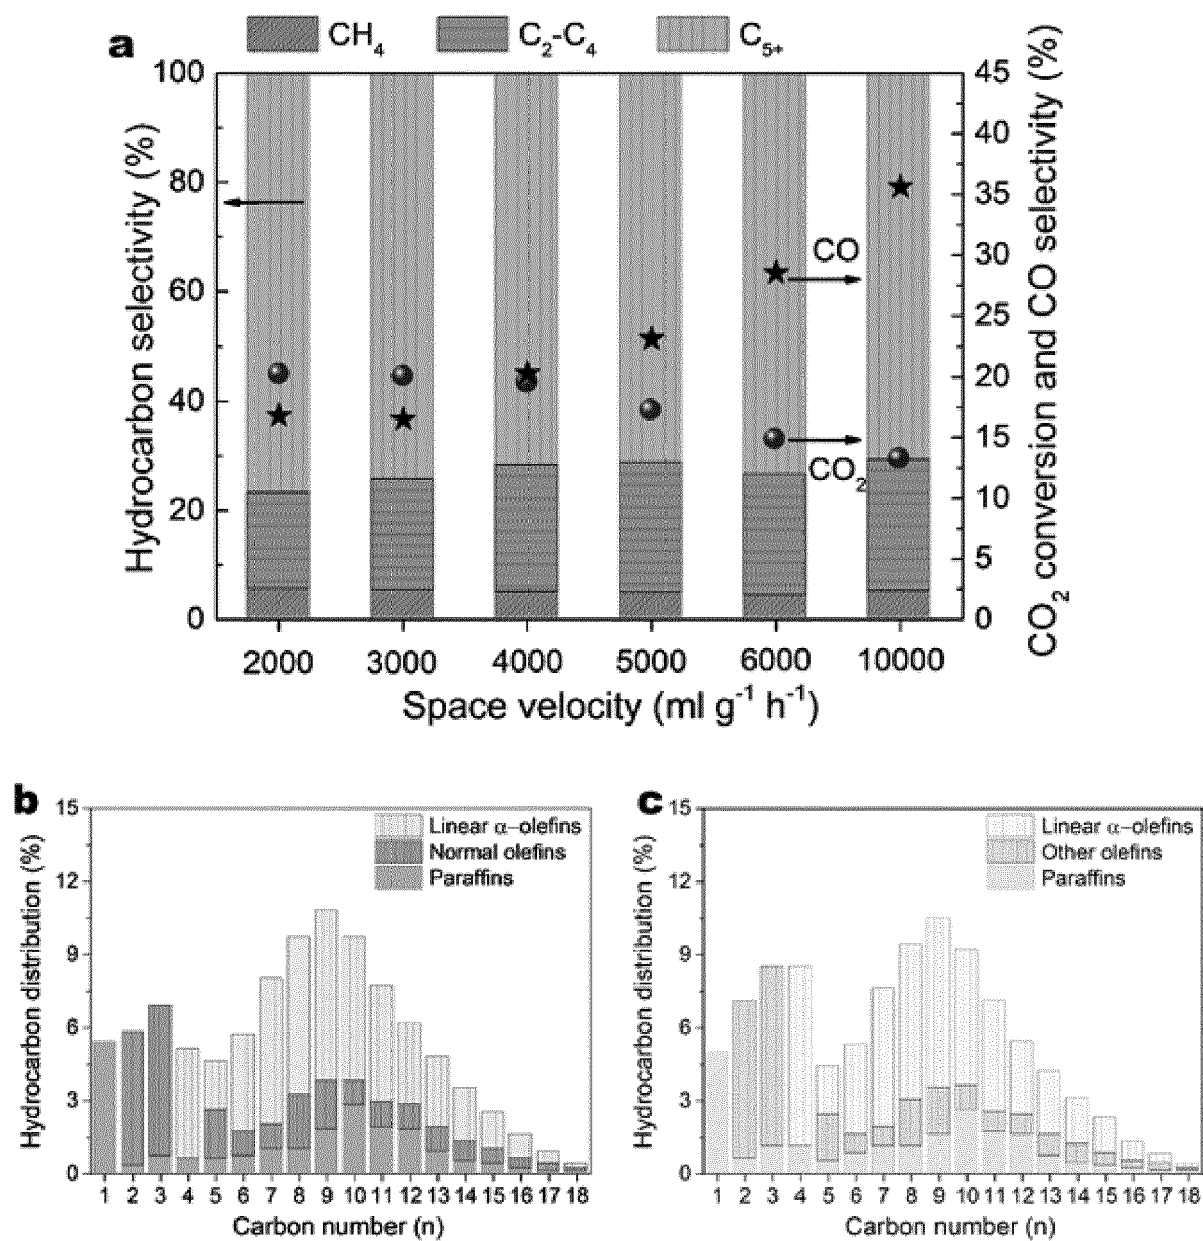 a
CH4 C2-C4 C5+
Hydrocarbon selectivity (%)
100
80
60
40
20
0
CO
CO2
45
40
35
30
25
20
15
10
5
0
CO2 conversion and CO selectivity (%)
2000 3000 4000 5000 6000 10000
Space velocity (ml g-1 h-1)
b
Hydrocarbon distribution (%)
15
12
9
6
3
0
Linear α-olefins
Normal olefins
Paraffins
1 2 3 4 5 6 7 8 9 10 11 12 13 14 15 16 17 18
Carbon number (n)
c
Hydrocarbon distribution (%)
15
12
9
6
3
0
Linear α-olefins
Other olefins
Paraffins
1 2 3 4 5 6 7 8 9 10 11 12 13 14 15 16 17 18
Carbon number (n)